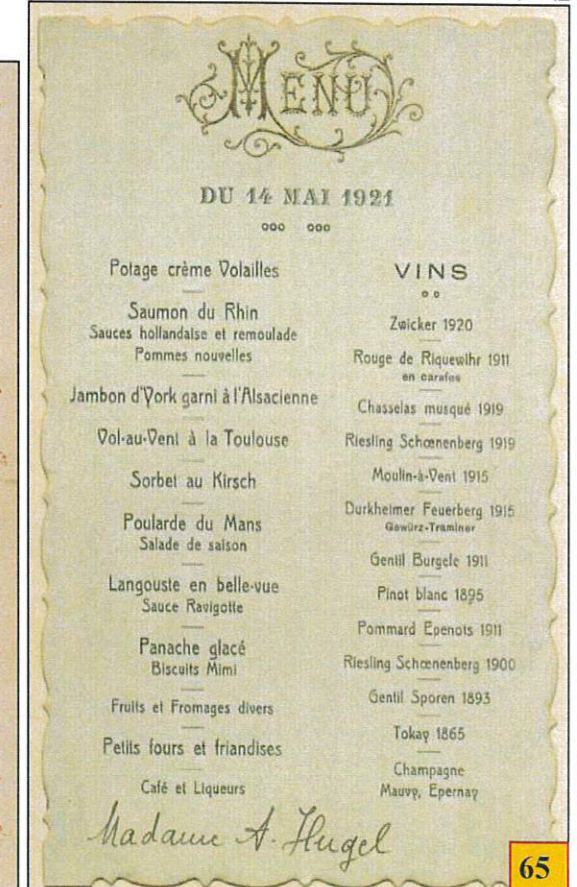 MENU
DU 14 MAI 1921
Potage crème Volailles
Saumon du Rhin
Sauces hollandaise et remoulade
Pommes nouvelles
Jambon d'York garni à l'Alsacienne
Vol-au-Vent à la Toulouse
Sorbet au Kirsch
Poularde du Mans
Salade de saison
Langouste en belle-vue
Sauce Ravigotte
Panache glacé
Biscuits Mimi
Fruits et Fromages divers
Petits fours et friandises
Café et Liqueurs
VINS
Zwicker 1920
Rouge de Riquewihr 1911
en carafes
Chasselas musqué 1919
Riesling Schœnenberg 1919
Moulin-à-Vent 1915
Durkheimer Feuerberg 1915
Gewürz-Traminer
Gentil Burgele 1911
Pinot blanc 1895
Pommard Epenots 1911
Riesling Schœnenberg 1900
Gentil Sporen 1893
Tokay 1865
Champagne
Mauvy, Epernay
Madame A. Hugel
65